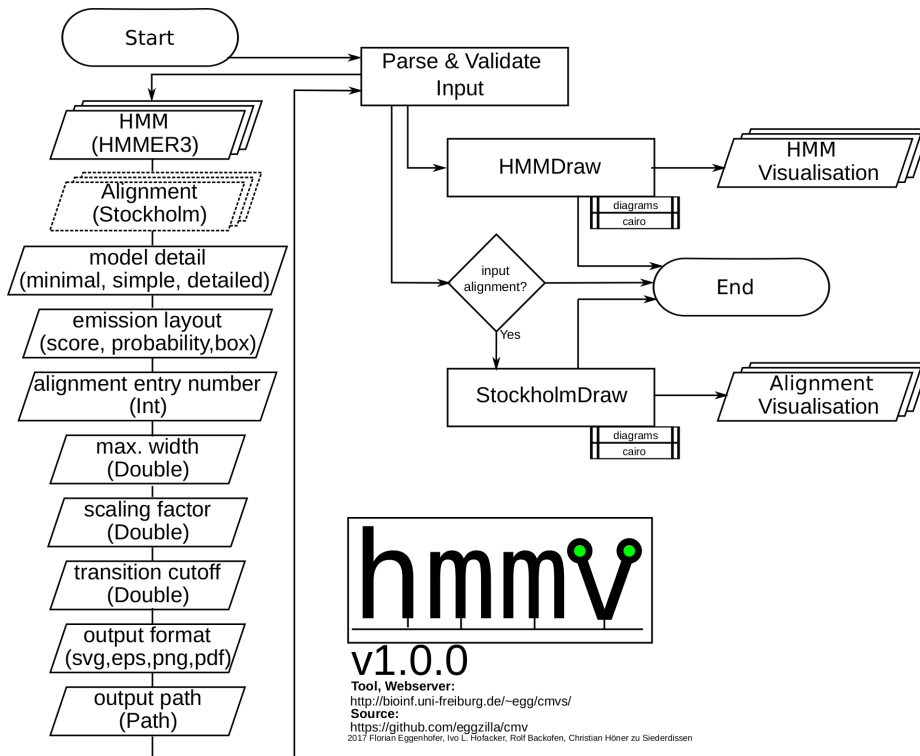 Start
Parse & Validate
Input
HMM
(HMMER3)
Alignment
(Stockholm)
model detail
(minimal, simple, detailed)
emission layout
(score, probability,box)
alignment entry number
(Int)
max. width
(Double)
scaling factor
(Double)
transition cutoff
(Double)
output format
(svg,eps,png,pdf)
output path
(Path)
HMMDraw
diagrams
cairo
HMM
Visualisation
input
alignment?
Yes
End
StockholmDraw
diagrams
cairo
Alignment
Visualisation
hmmv
v1.0.0
Tool, Webserver:
http://bioinf.uni-freiburg.de/~egg/cmvs/
Source:
https://github.com/eggzilla/cmv
2017 Florian Eggenhofer, Ivo L. Hofacker, Rolf Backofen, Christian Höner zu Siederdissen